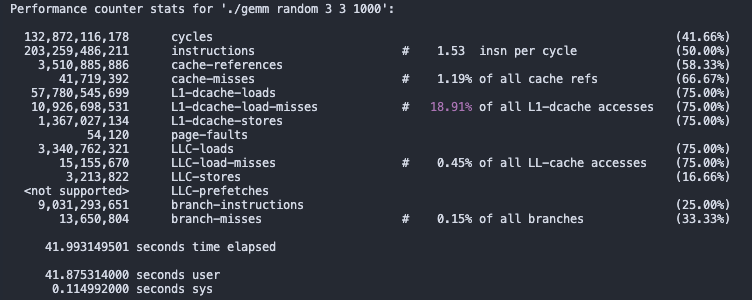 Performance counter stats for './gemm random 3 3 1000':
132,872,116,178 cycles (41.66%)
203,259,486,211 instructions # 1.53 insn per cycle (50.00%)
3,510,885,886 cache-references (58.33%)
41,719,392 cache-misses # 1.19% of all cache refs (66.67%)
57,780,545,699 L1-dcache-loads (75.00%)
10,926,698,531 L1-dcache-load-misses # 18.91% of all L1-dcache accesses (75.00%)
1,367,027,134 L1-dcache-stores (75.00%)
54,120 page-faults
3,340,762,321 LLC-loads (75.00%)
15,155,670 LLC-load-misses # 0.45% of all LL-cache accesses (75.00%)
3,213,822 LLC-stores (16.66%)
<not supported> LLC-prefetches
9,031,293,651 branch-instructions (25.00%)
13,650,804 branch-misses # 0.15% of all branches (33.33%)
41.993149501 seconds time elapsed
41.875314000 seconds user
0.114992000 seconds sys